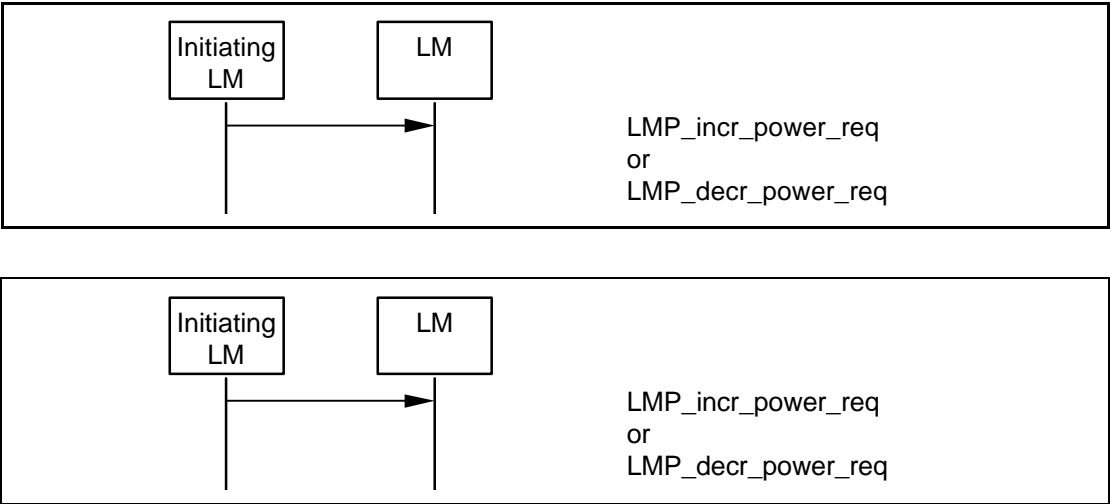 Initiating
LM
LM
LMP_incr_power_req
or
LMP_decr_power_req
Initiating
LM
LM
LMP_incr_power_req
or
LMP_decr_power_req